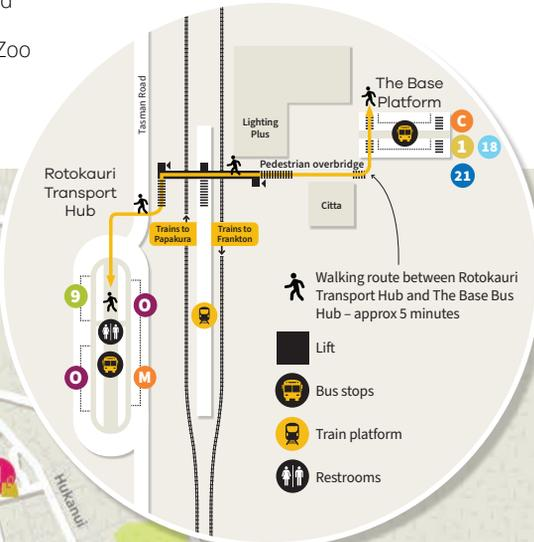 Zoo
Tasman Road
Lighting
Plus
The Base
Platform
C
1
18
21
Pedestrian overbridge
Citta
Rotokauri
Transport
Hub
Trains to
Papakura
Trains to
Frankton
9
O
O
M
Walking route between Rotokauri
Transport Hub and The Base Bus
Hub – approx 5 minutes
Lift
Bus stops
Train platform
Restrooms
Hukanui